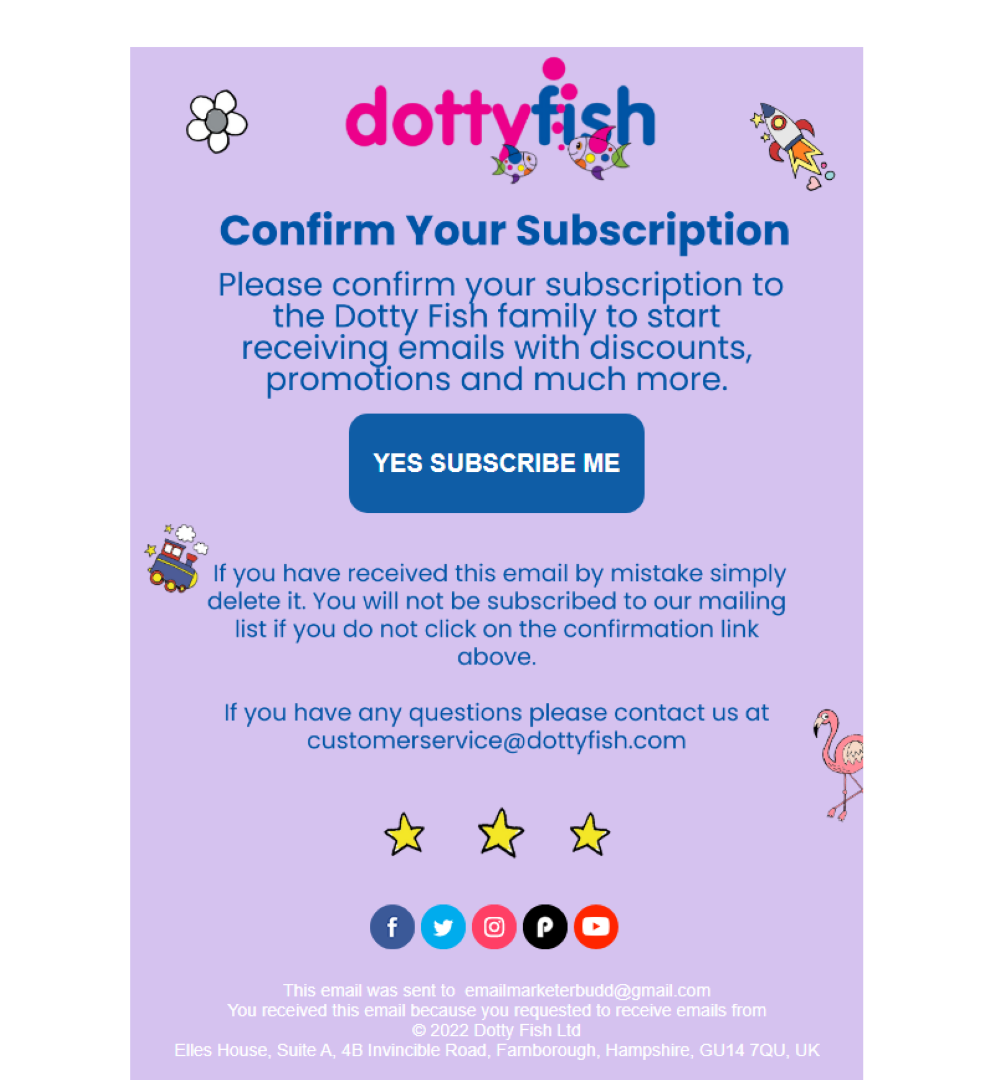 dottyfish
Confirm Your Subscription
Please confirm your subscription to
the Dotty Fish family to start
receiving emails with discounts,
promotions and much more.
YES SUBSCRIBE ME
If you have received this email by mistake simply
delete it. You will not be subscribed to our mailing
list if you do not click on the confirmation link
above.
If you have any questions please contact us at
customerservice@dottyfish.com
This email was sent to emailmarketerbudd@gmail.com
You received this email because you requested to receive emails from
© 2022 Dotty Fish Ltd
Elles House, Suite A, 4B Invincible Road, Farnborough, Hampshire, GU14 7QU, UK